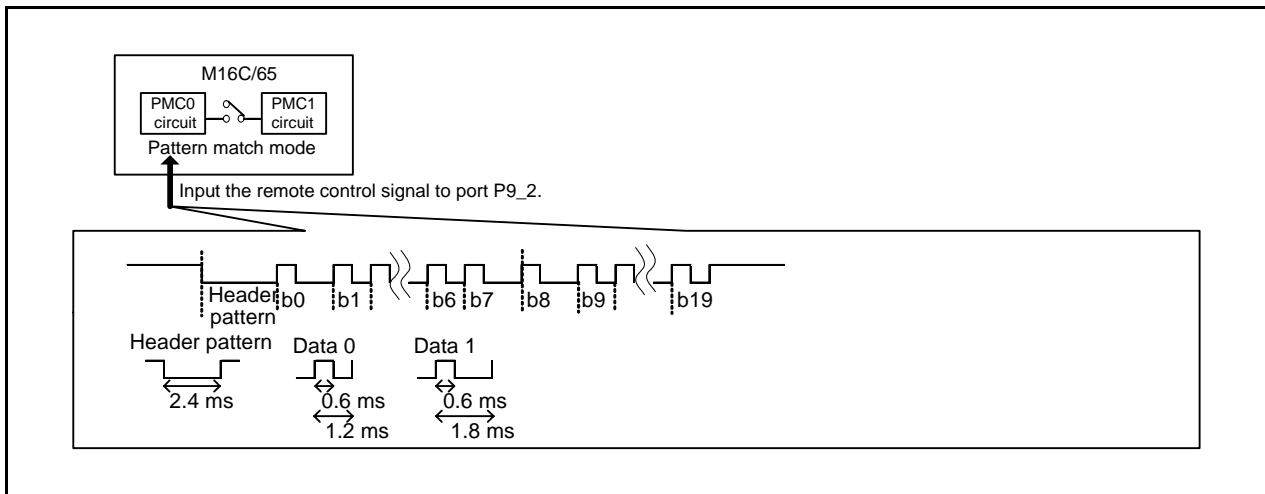 M16C/65
PMC0 circuit
PMC1 circuit
Pattern match mode
Input the remote control signal to port P9_2.
Header pattern
b0
b1
b6
b7
b8
b9
b19
Header pattern
Data 0
Data 1
2.4 ms
0.6 ms
0.6 ms
1.2 ms
1.8 ms